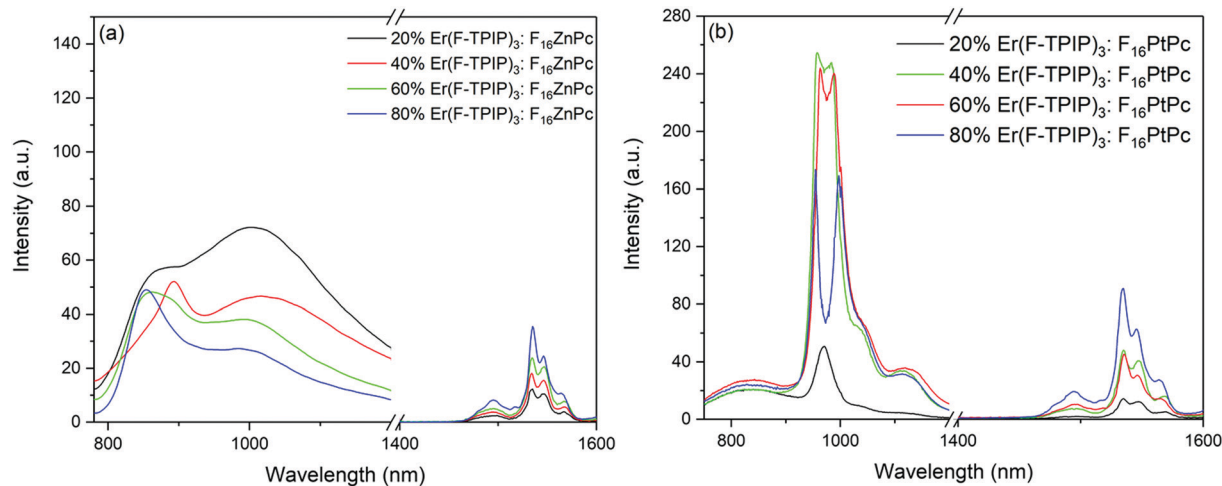 (a)
20% Er(F-TPIP)₃: F₁₆ZnPc
40% Er(F-TPIP)₃: F₁₆ZnPc
60% Er(F-TPIP)₃: F₁₆ZnPc
80% Er(F-TPIP)₃: F₁₆ZnPc
Intensity (a.u.)
140
120
100
80
60
40
20
0
800
1000
1400
1600
Wavelength (nm)
(b)
20% Er(F-TPIP)₃: F₁₆PtPc
40% Er(F-TPIP)₃: F₁₆PtPc
60% Er(F-TPIP)₃: F₁₆PtPc
80% Er(F-TPIP)₃: F₁₆PtPc
Intensity (a.u.)
280
240
200
160
120
80
40
0
800
1000
1400
1600
Wavelength (nm)